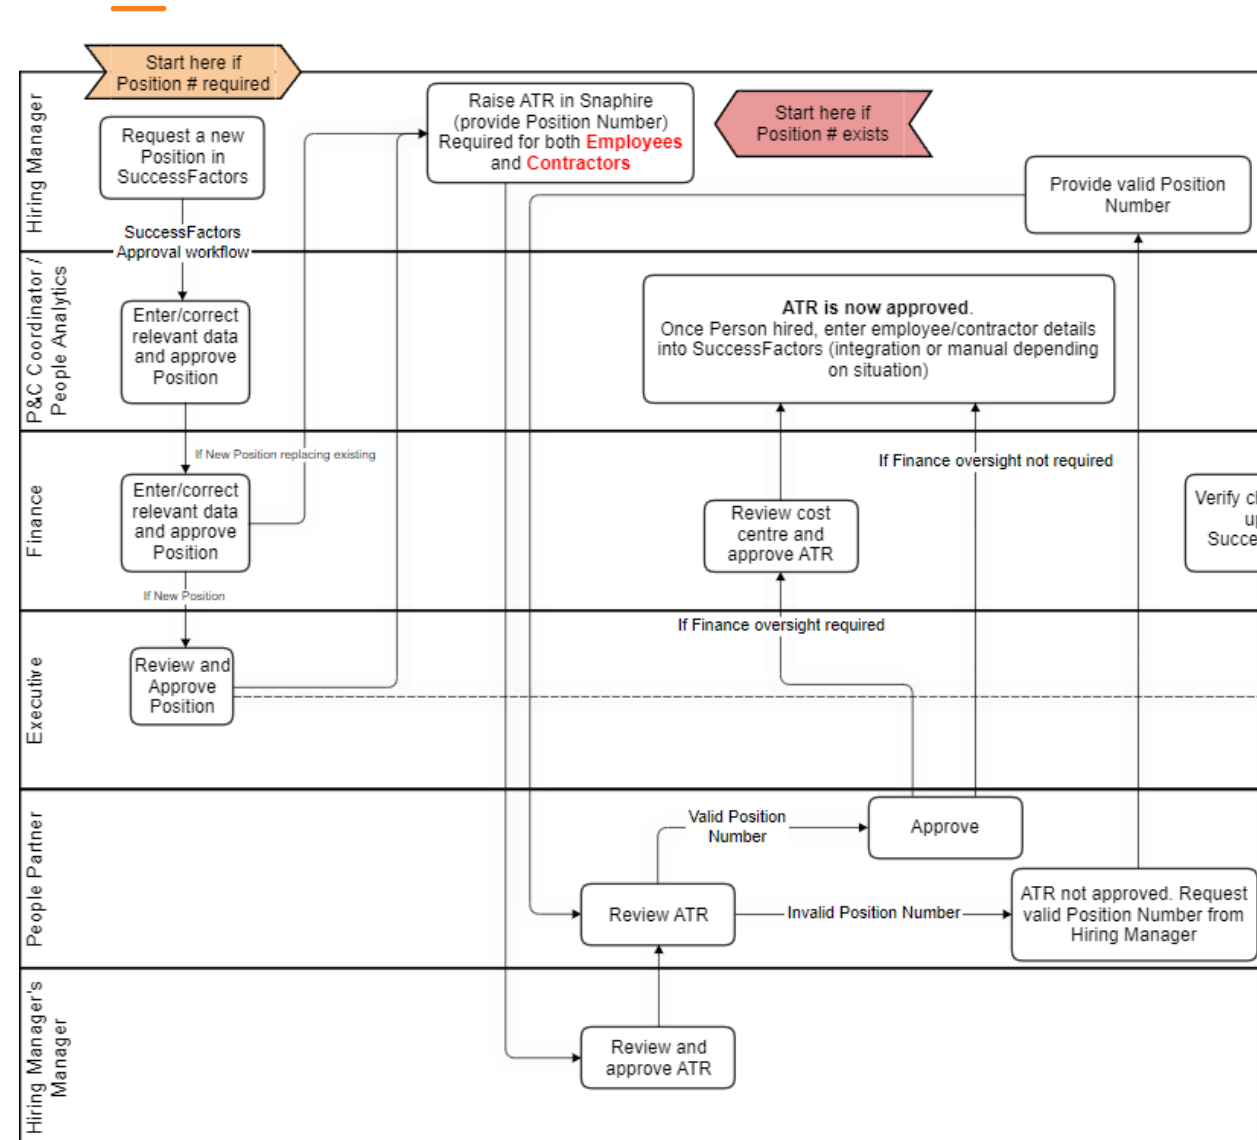 Start here if
Position # required
Hiring Manager
Request a new
Position in
SuccessFactors
Raise ATR in Snaphire
(provide Position Number)
Required for both Employees
and Contractors
Start here if
Position # exists
Provide valid Position
Number
SuccessFactors
Approval workflow
P&C Coordinator /
People Analytics
Enter/correct
relevant data
and approve
Position
ATR is now approved.
Once Person hired, enter employee/contractor details
into SuccessFactors (integration or manual depending
on situation)
If New Position replacing existing
If Finance oversight not required
Finance
Enter/correct
relevant data
and approve
Position
Review cost
centre and
approve ATR
Verify
If New Position
If Finance oversight required
Executive
Review and
Approve
Position
People Partner
Valid Position
Number
Approve
Review ATR
Invalid Position Number
ATR not approved. Request
valid Position Number from
Hiring Manager
Hiring Manager's
Manager
Review and
approve ATR